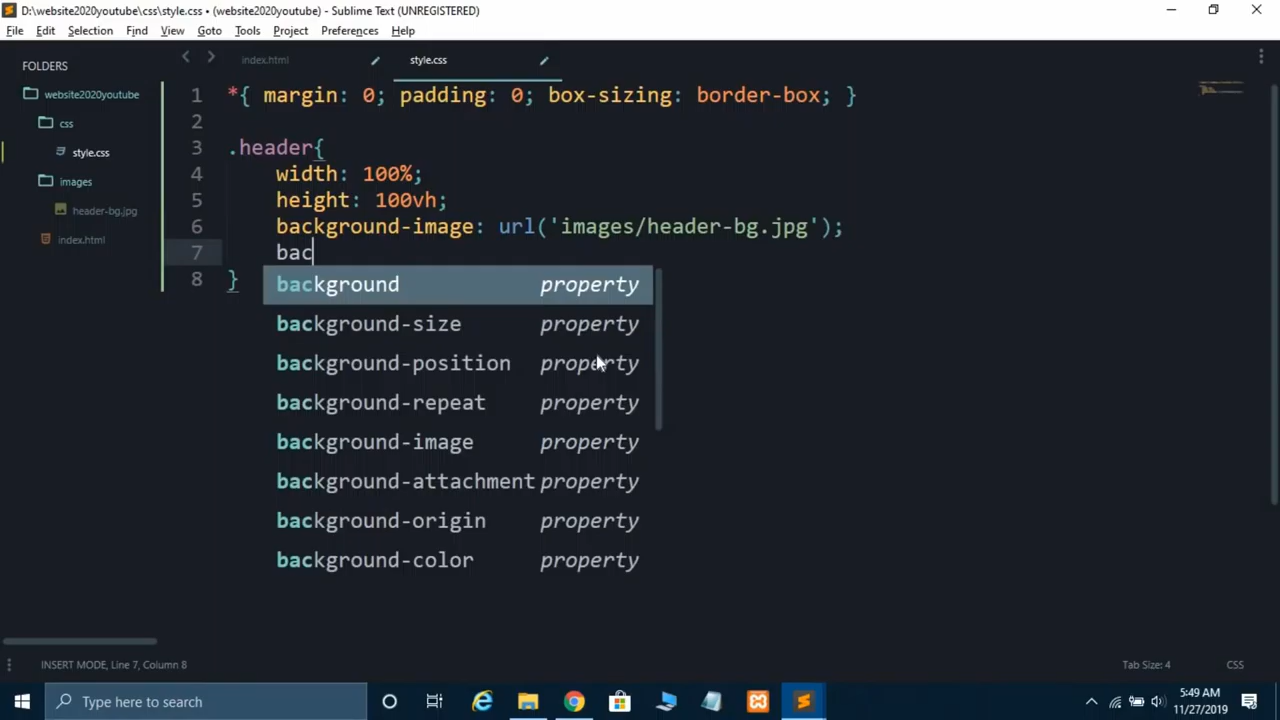 D:\website2020youtube\css\style.css • (website2020youtube) - Sublime Text (UNREGISTERED)
File Edit Selection Find View Goto Tools Project Preferences Help
FOLDERS
website2020youtube
css
style.css
images
header-bg.jpg
index.html
index.html style.css
1 *{ margin: 0; padding: 0; box-sizing: border-box; }
2
3 .header{
4 width: 100%;
5 height: 100vh;
6 background-image: url('images/header-bg.jpg');
7 bac
8 }
background property
background-size property
background-position property
background-repeat property
background-image property
background-attachment property
background-origin property
background-color property
INSERT MODE, Line 7, Column 8 Tab Size: 4 CSS
Type here to search
5:49 AM
11/27/2019